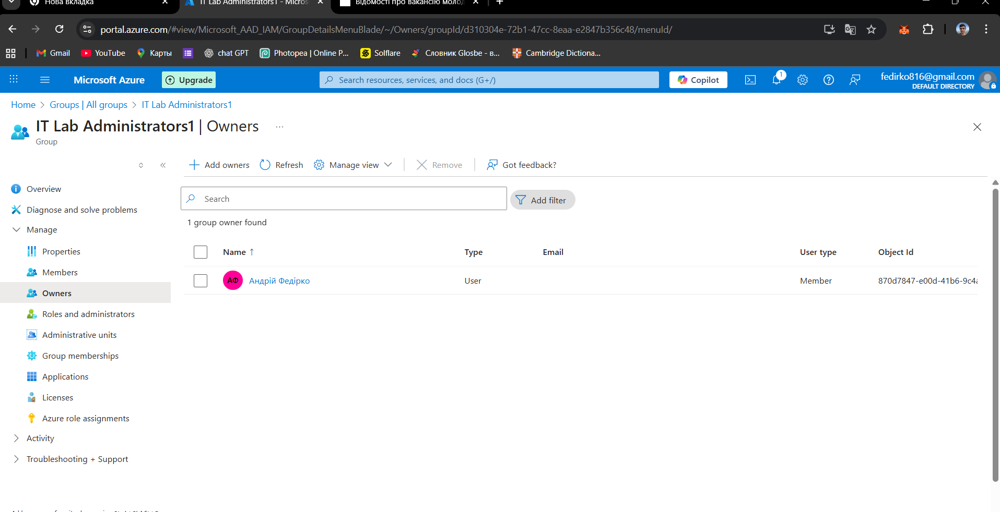 Нова вкладка
IT Lab Administrators1 - Micros
Відомості про вакансію молод
portal.azure.com/#view/Microsoft_AAD_IAM/GroupDetailsMenuBlade/~/Owners/groupId/d310304e-72b1-47cc-8eaa-e2847b356c48/menuId/
Gmail YouTube Карты chat GPT Photopea | Online P... Solflare Словник Glosbe - в... Cambridge Dictiona...
Microsoft Azure Upgrade Search resources, services, and docs (G+/) Copilot 1 fedirko816@gmail.com
DEFAULT DIRECTORY
Home > Groups | All groups > IT Lab Administrators1
IT Lab Administrators1 | Owners ...
Group
Add owners Refresh Manage view Remove Got feedback?
Overview
Diagnose and solve problems
Manage
Properties
Members
Owners
Roles and administrators
Administrative units
Group memberships
Applications
Licenses
Azure role assignments
Activity
Troubleshooting + Support
Search Add filter
1 group owner found
Name ↑ Type Email User type Object Id
АФ Андрій Федірко User Member 870d7847-e00d-41b6-9c4a